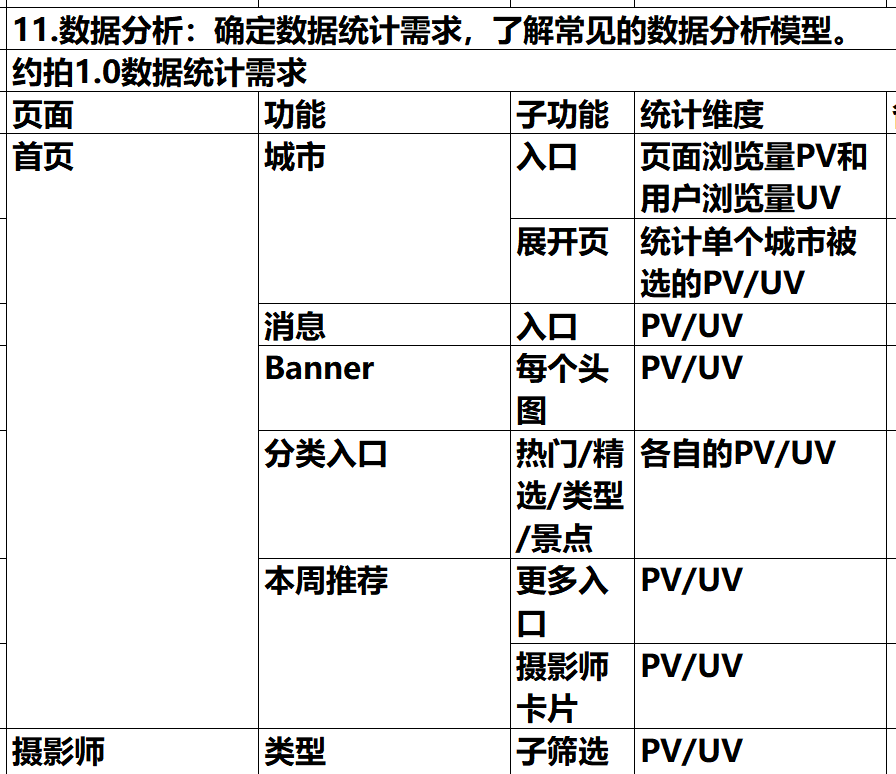 11.数据分析：确定数据统计需求，了解常见的数据分析模型。
约拍1.0数据统计需求
页面 功能 子功能 统计维度
首页 城市 入口 页面浏览量PV和
用户浏览量UV
展开页 统计单个城市被
选的PV/UV
消息 入口 PV/UV
Banner 每个头 PV/UV
图
分类入口 热门/精 各自的PV/UV
选/类型
/景点
本周推荐 更多入 PV/UV
口
摄影师 PV/UV
卡片
摄影师 类型 子筛选 PV/UV